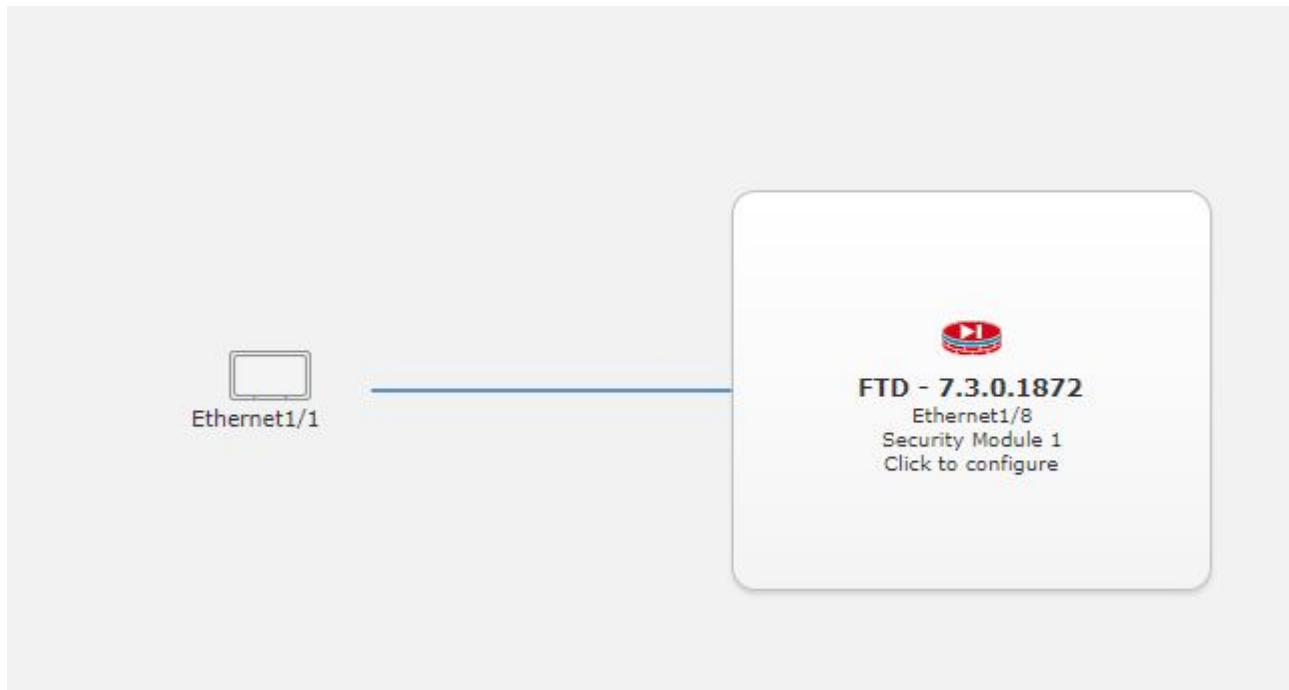 Ethernet1/1
FTD - 7.3.0.1872
Ethernet1/8
Security Module 1
Click to configure